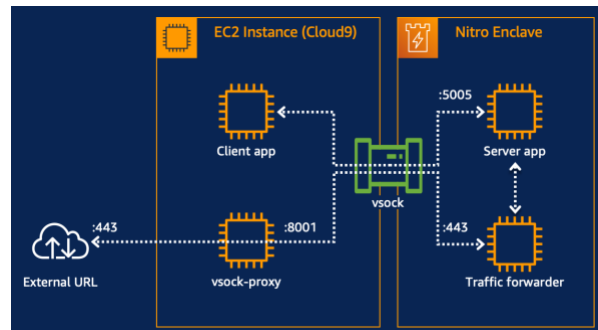 EC2 Instance (Cloud9)
Nitro Enclave
:5005
Client app
Server app
vsock
:443
:8001
:443
External URL
vsock-proxy
Traffic forwarder